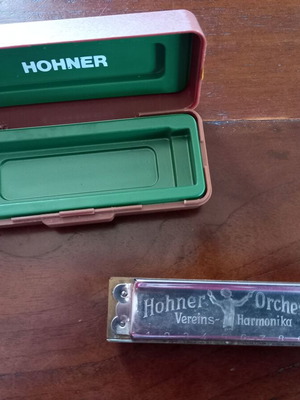 HOHNER
Hohner Orche
Vereins- Harmonika